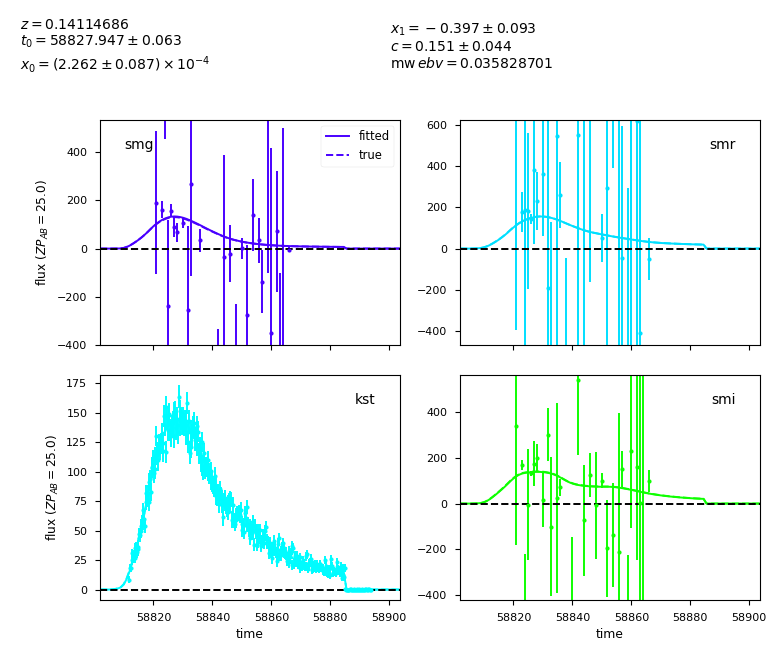 z = 0.14114686
t0 = 58827.947 ± 0.063
x0 = (2.262 ± 0.087) × 10^-4
x1 = −0.397 ± 0.093
c = 0.151 ± 0.044
mwebv = 0.035828701
smg
fitted
true
400
200
0
−200
−400
flux (ZP_AB = 25.0)
smr
600
400
200
0
−200
−400
kst
175
150
125
100
75
50
25
0
flux (ZP_AB = 25.0)
58820 58840 58860 58880 58900
time
smi
400
200
0
−200
−400
58820 58840 58860 58880 58900
time